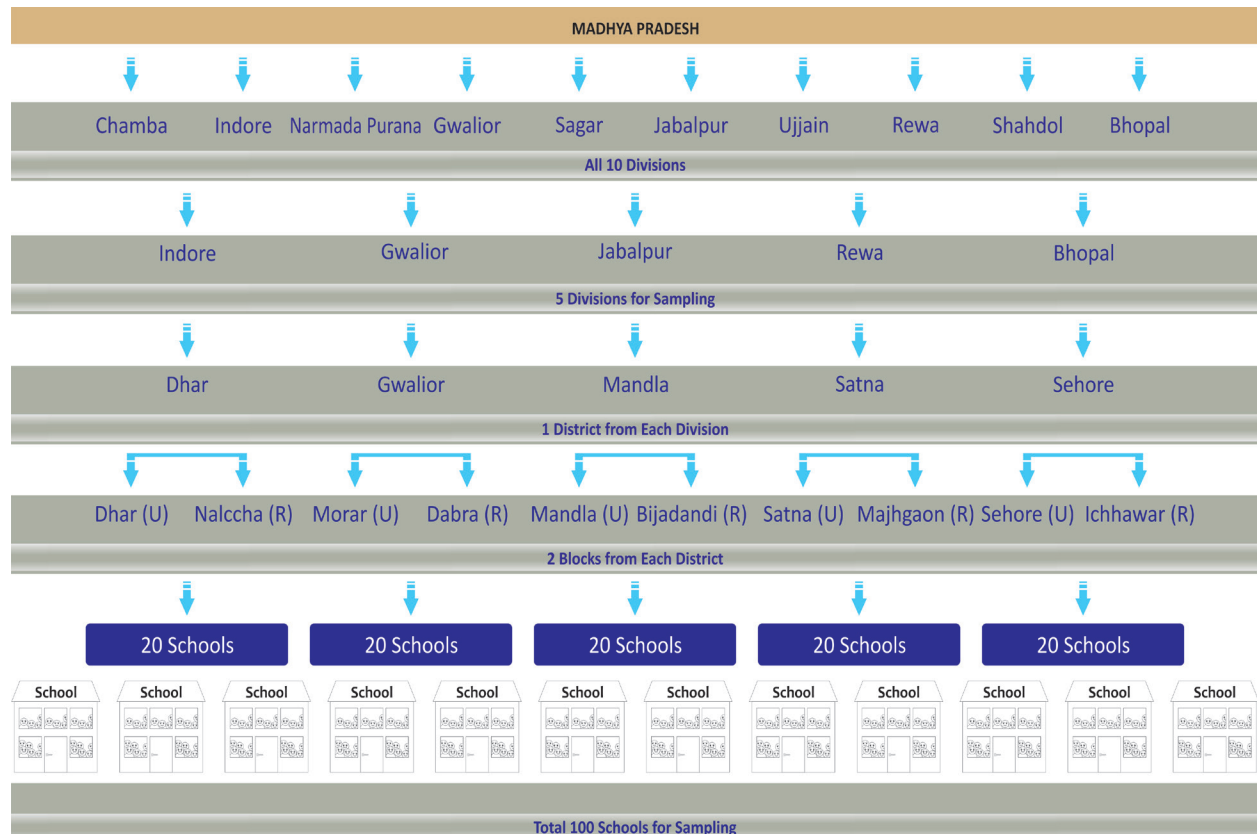 MADHYA PRADESH
Chamba Indore Narmada Purana Gwalior Sagar Jabalpur Ujjain Rewa Shahdol Bhopal
All 10 Divisions
Indore Gwalior Jabalpur Rewa Bhopal
5 Divisions for Sampling
Dhar Gwalior Mandla Satna Sehore
1 District from Each Division
Dhar (U) Nalccha (R) Morar (U) Dabra (R) Mandla (U) Bijadandi (R) Satna (U) Majhgaon (R) Sehore (U) Ichhawar (R)
2 Blocks from Each District
20 Schools 20 Schools 20 Schools 20 Schools 20 Schools
School School School School School School School School School School School School
Total 100 Schools for Sampling